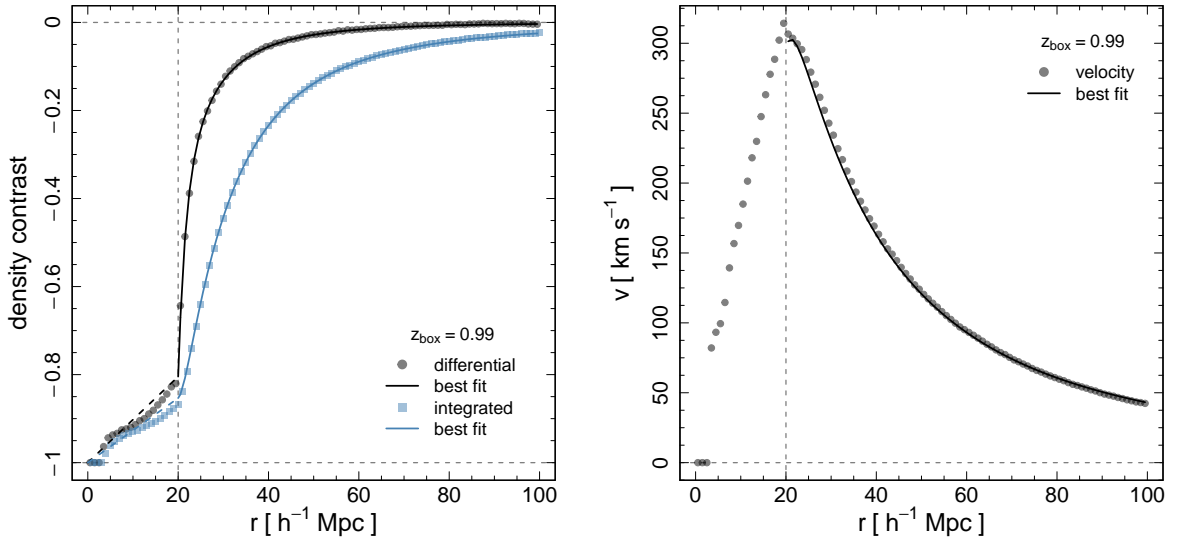 0
−0.2
−0.4
−0.6
−0.8
−1
density contrast
z_box = 0.99
differential
best fit
integrated
best fit
0 20 40 60 80 100
r [ h⁻¹ Mpc ]
300
250
200
150
100
50
0
v [ km s⁻¹ ]
z_box = 0.99
velocity
best fit
0 20 40 60 80 100
r [ h⁻¹ Mpc ]